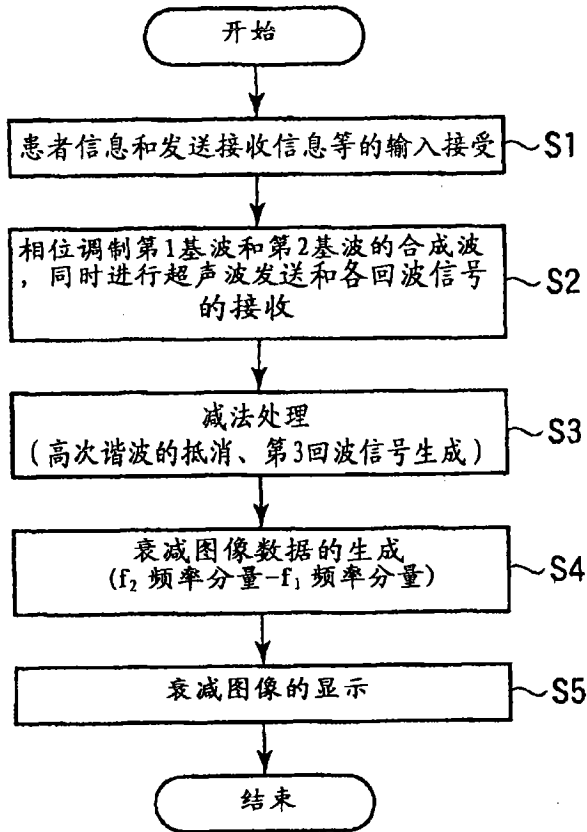 开始
患者信息和发送接收信息等的输入接受
S1
相位调制第1基波和第2基波的合成波
，同时进行超声波发送和各回波信号
的接收
S2
减法处理
（高次谐波的抵消、第3回波信号生成）
S3
衰减图像数据的生成
(f₂ 频率分量-f₁ 频率分量)
S4
衰减图像的显示
S5
结束